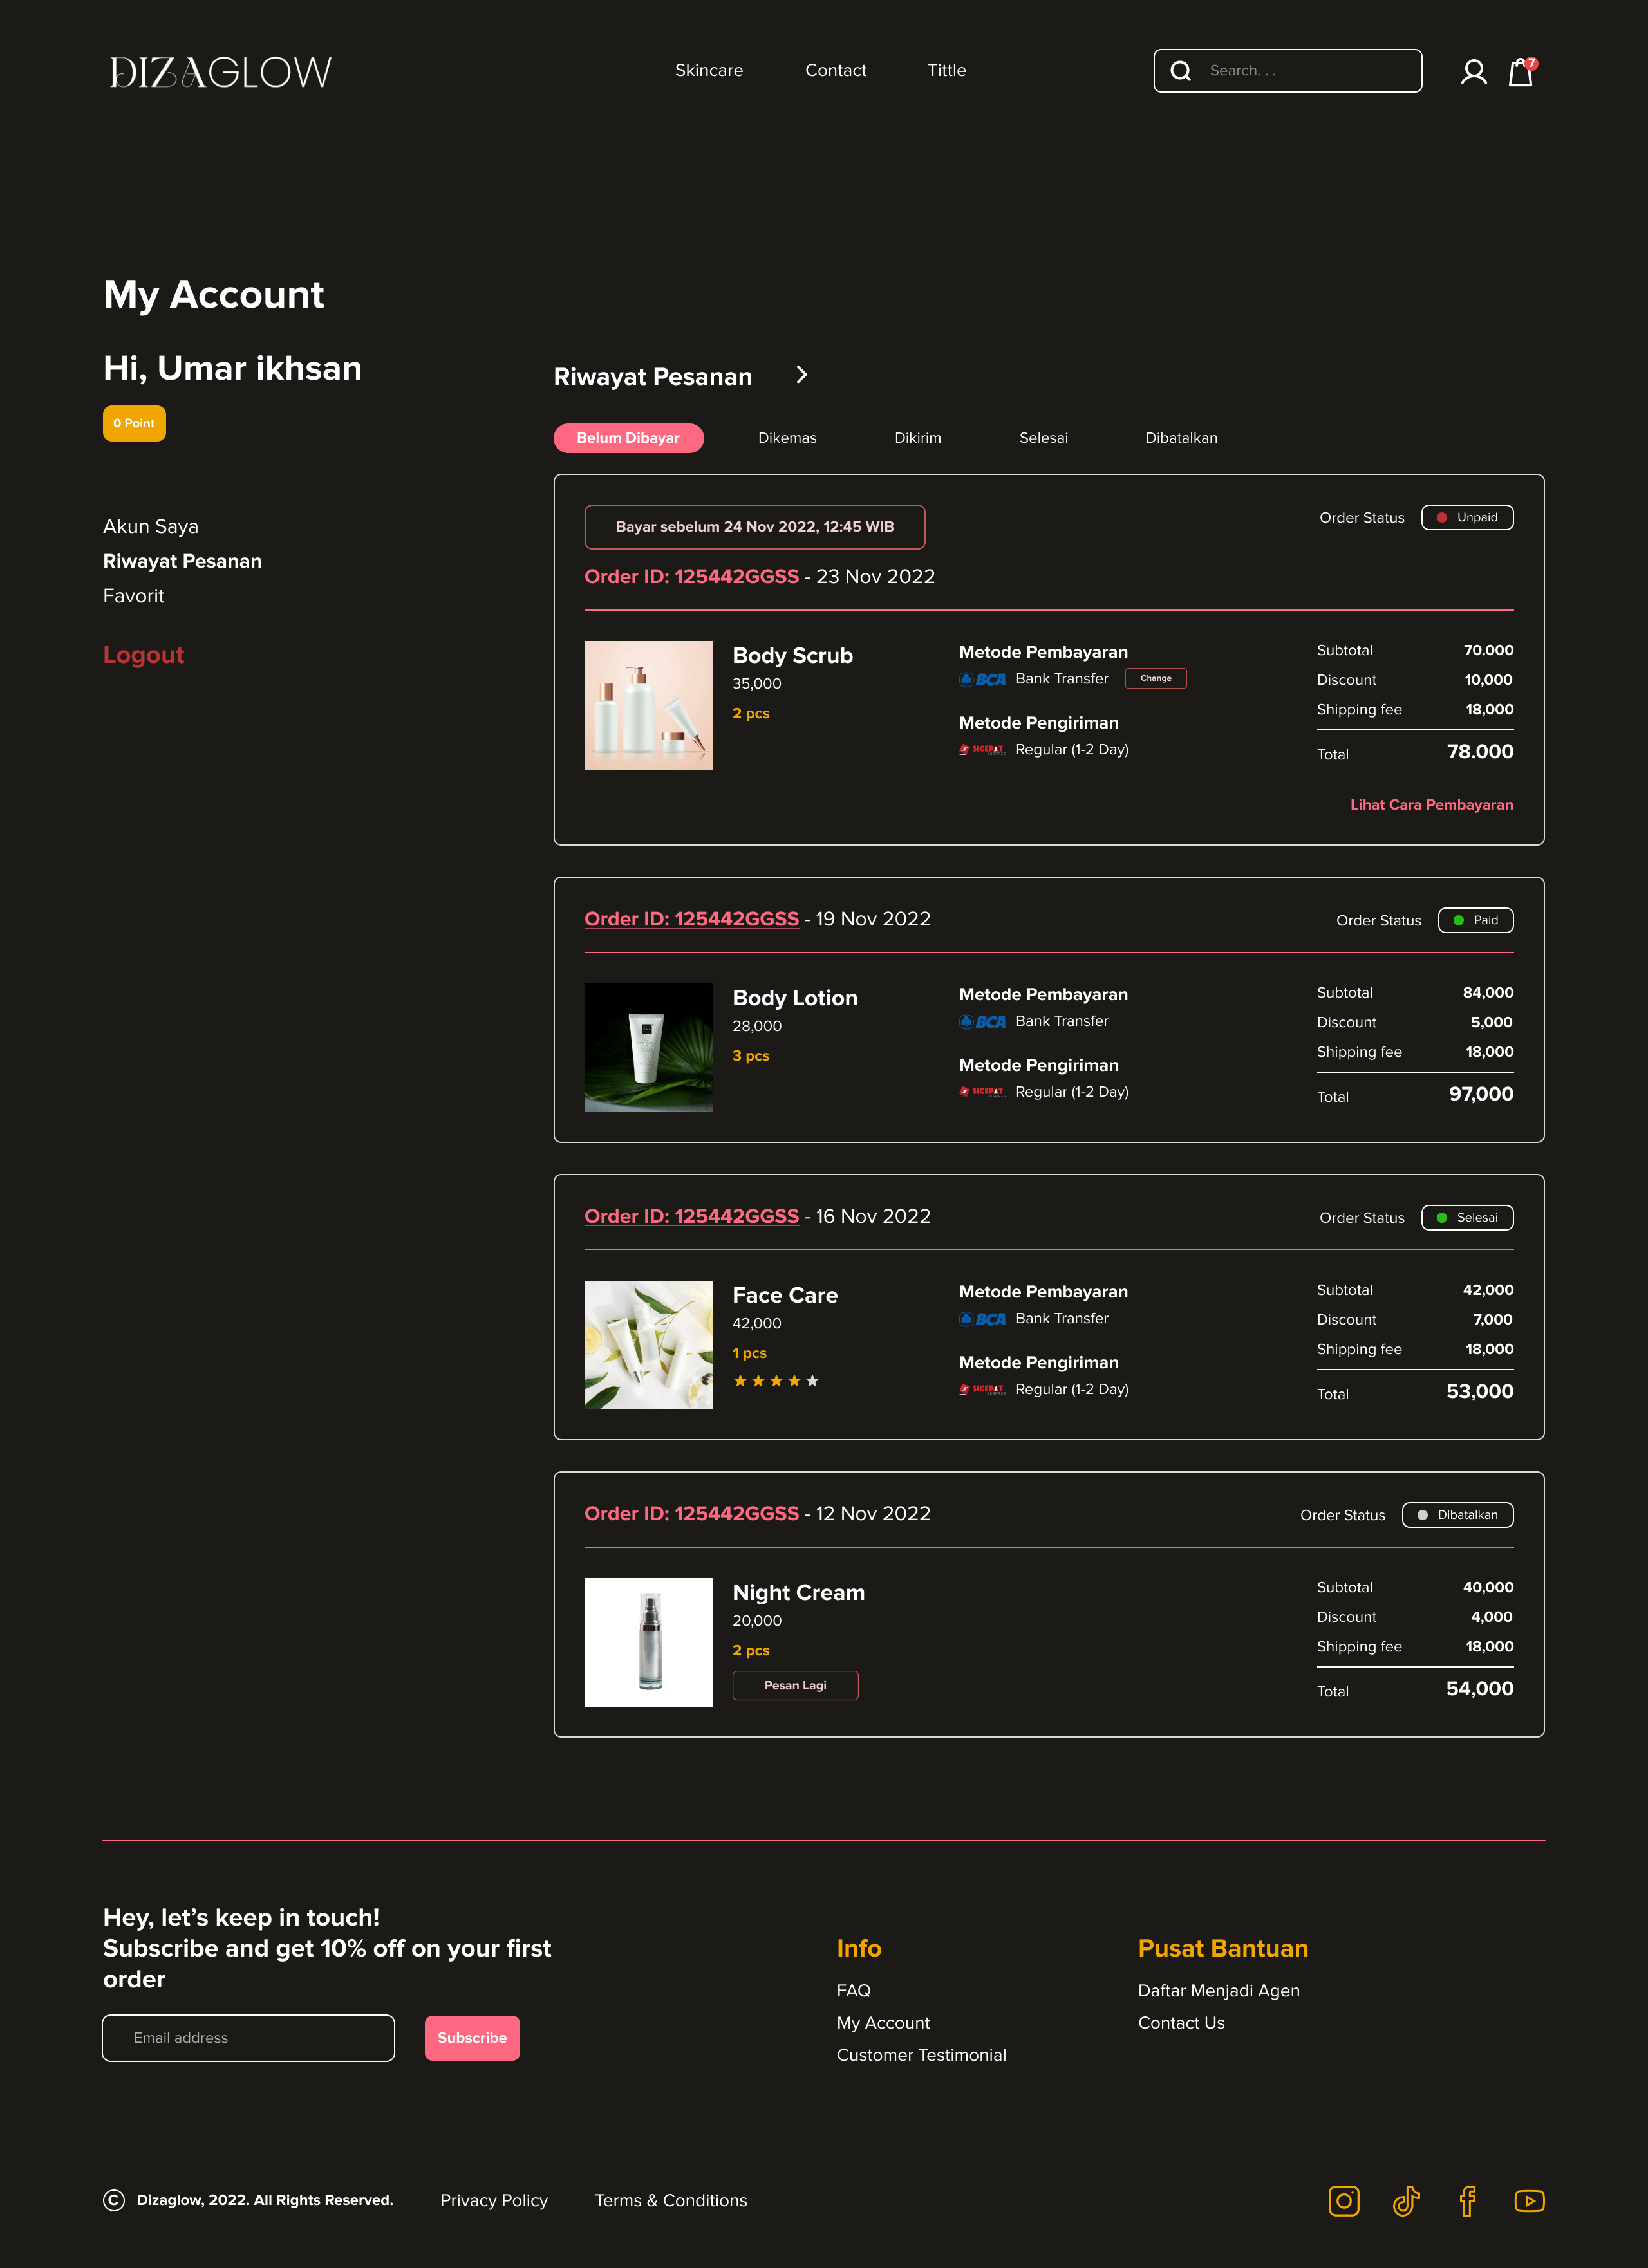 DIZAGLOW
Skincare Contact Tittle
Search. . .
7
My Account
Hi, Umar ikhsan
0 Point
Akun Saya
Riwayat Pesanan
Favorit
Logout
Riwayat Pesanan
Belum Dibayar Dikemas Dikirim Selesai Dibatalkan
Bayar sebelum 24 Nov 2022, 12:45 WIB
Order Status Unpaid
Order ID: 125442GGSS - 23 Nov 2022
Body Scrub
35,000
2 pcs
Metode Pembayaran
BCA Bank Transfer Change
Metode Pengiriman
SICEPAT Regular (1-2 Day)
Subtotal 70.000
Discount 10,000
Shipping fee 18,000
Total 78.000
Lihat Cara Pembayaran
Order ID: 125442GGSS - 19 Nov 2022
Order Status Paid
Body Lotion
28,000
3 pcs
Metode Pembayaran
BCA Bank Transfer
Metode Pengiriman
SICEPAT Regular (1-2 Day)
Subtotal 84,000
Discount 5,000
Shipping fee 18,000
Total 97,000
Order ID: 125442GGSS - 16 Nov 2022
Order Status Selesai
Face Care
42,000
1 pcs
Metode Pembayaran
BCA Bank Transfer
Metode Pengiriman
SICEPAT Regular (1-2 Day)
Subtotal 42,000
Discount 7,000
Shipping fee 18,000
Total 53,000
Order ID: 125442GGSS - 12 Nov 2022
Order Status Dibatalkan
Night Cream
20,000
2 pcs
Pesan Lagi
Subtotal 40,000
Discount 4,000
Shipping fee 18,000
Total 54,000
Hey, let’s keep in touch!
Subscribe and get 10% off on your first
order
Email address
Subscribe
Info
FAQ
My Account
Customer Testimonial
Pusat Bantuan
Daftar Menjadi Agen
Contact Us
© Dizaglow, 2022. All Rights Reserved. Privacy Policy Terms & Conditions